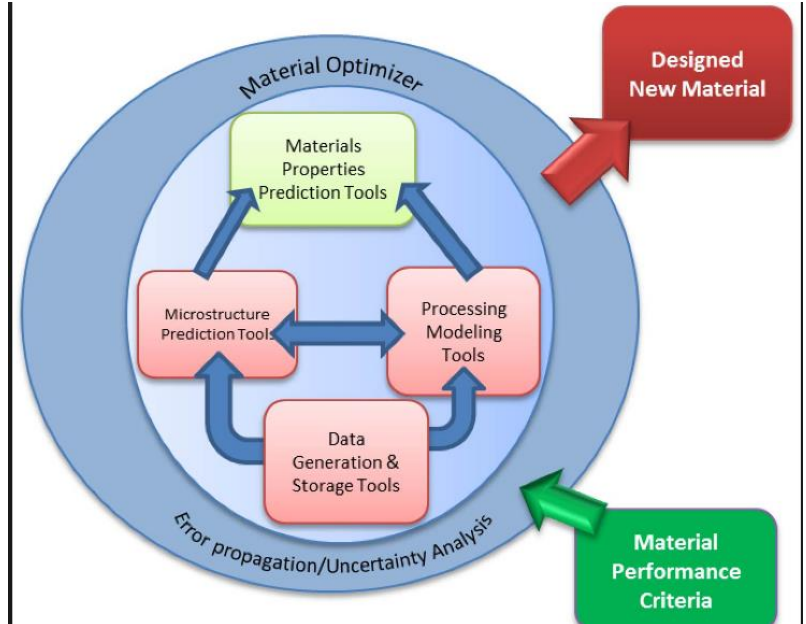 Material Optimizer
Designed
New Material
Materials
Properties
Prediction Tools
Microstructure
Prediction Tools
Processing
Modeling
Tools
Data
Generation &
Storage Tools
Error propagation/Uncertainty Analysis
Material
Performance
Criteria